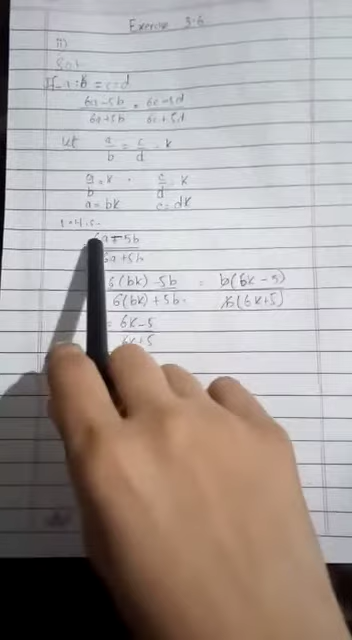 Exercise 3.6
ii)
Sol:
If a:b = c:d
6a-5b / 6a+5b = 6c-5d / 6c+5d
let a/b = c/d = k
a/b = k . c/d = k
a = bk c = dk
L.H.S
6a-5b / 6a+5b
6(bk)-5b / 6(bk)+5b = b(6k-5) / b(6k+5)
= 6k-5 / 6k+5